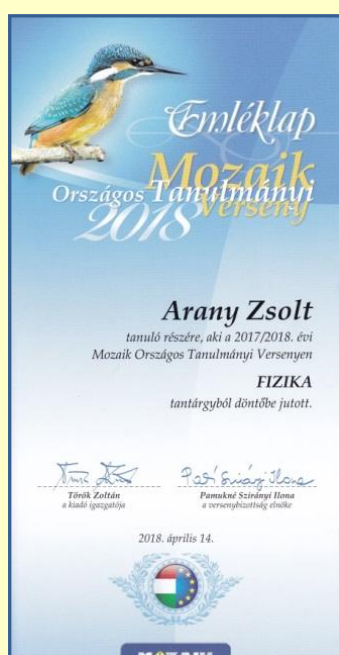 Emléklap
Mozaik
Országos Tanulmányi
Verseny
2018
Arany Zsolt
tanuló részére, aki a 2017/2018. évi
Mozaik Országos Tanulmányi Versenyen
FIZIKA
tantárgyból döntőbe jutott.
Török Zoltán
a kiadó igazgatója
Pamukné Szirányi Ilona
a versenybizottság elnöke
2018. április 14.